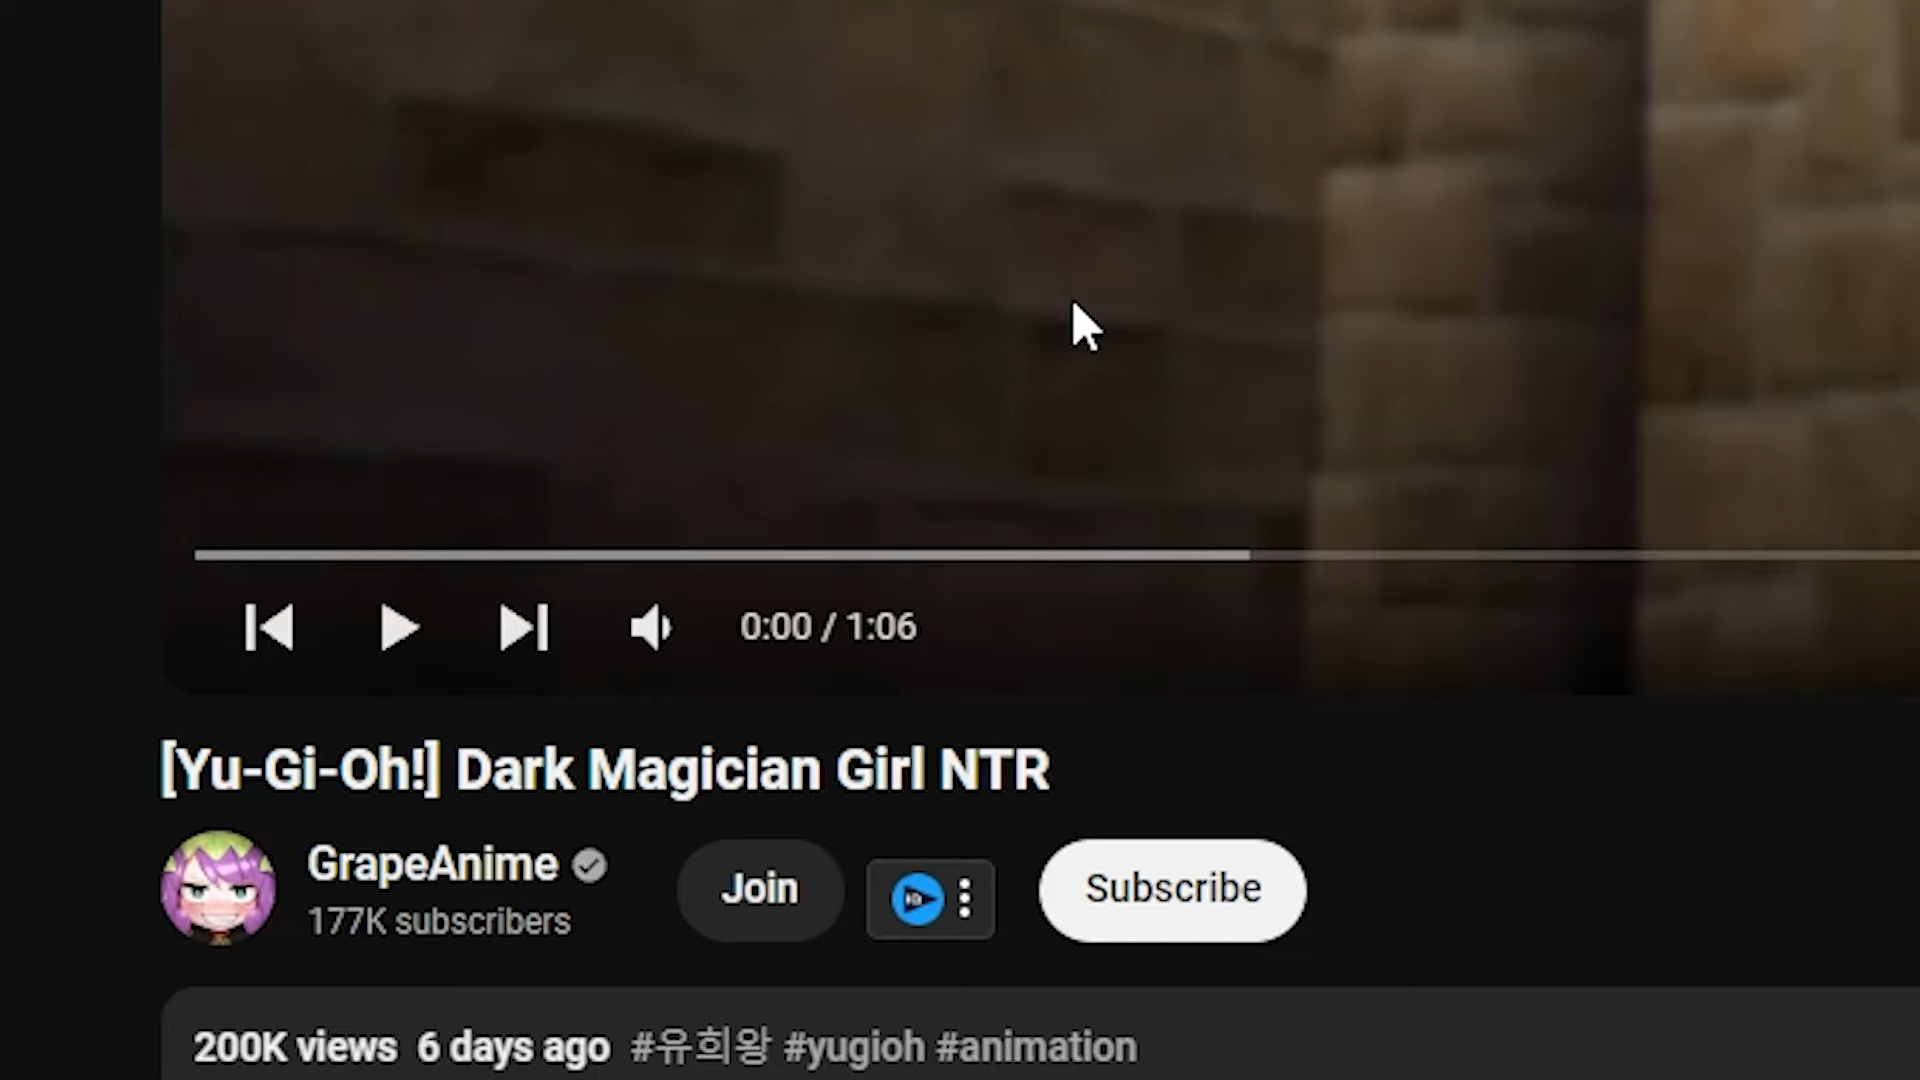 0:00 / 1:06
[Yu-Gi-Oh!] Dark Magician Girl NTR
GrapeAnime
177K subscribers
Join
Subscribe
200K views 6 days ago #유희왕 #yugioh #animation